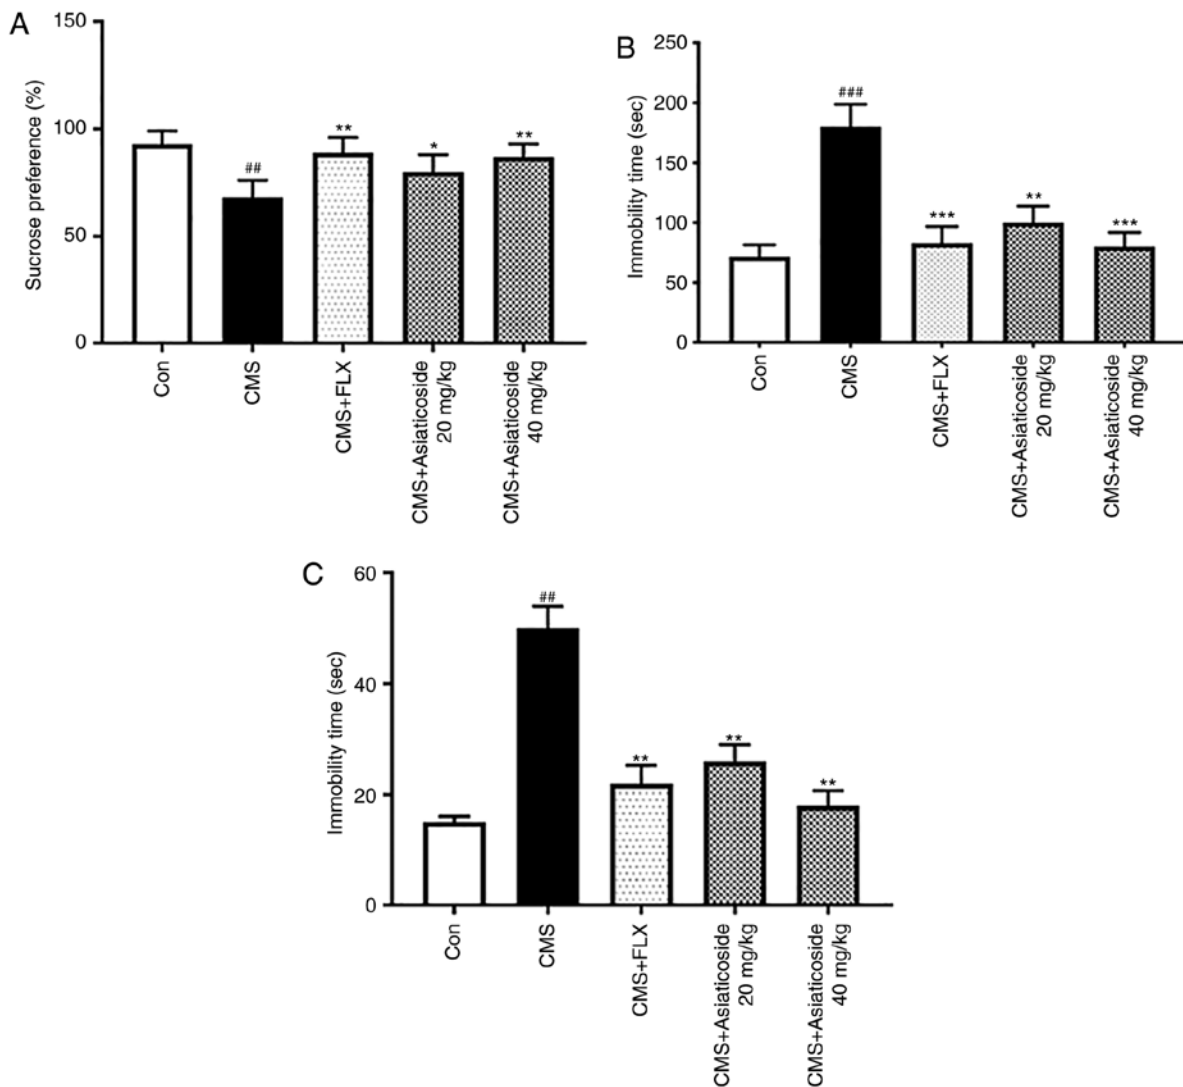 A
Sucrose preference (%)
150
100
50
0
##
**
*
**
Con
CMS
CMS+FLX
CMS+Asiaticoside
20 mg/kg
CMS+Asiaticoside
40 mg/kg
B
Immobility time (sec)
250
200
150
100
50
0
###
***
**
***
Con
CMS
CMS+FLX
CMS+Asiaticoside
20 mg/kg
CMS+Asiaticoside
40 mg/kg
C
Immobility time (sec)
60
40
20
0
##
**
**
**
Con
CMS
CMS+FLX
CMS+Asiaticoside
20 mg/kg
CMS+Asiaticoside
40 mg/kg